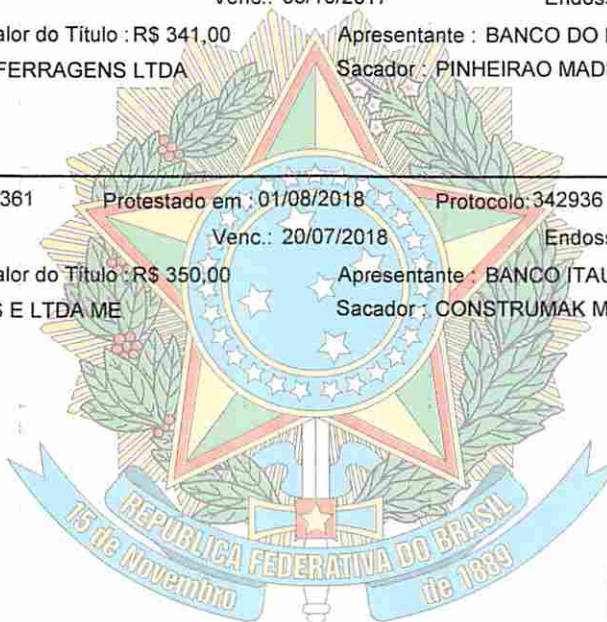 alor do Título : R$ 341,00 Apresentante : BANCO DO
FERRAGENS LTDA Sacador : PINHEIRAO MAD
361 Protestado em : 01/08/2018 Protocolo: 342936
Venc.: 20/07/2018 Endoss
alor do Título : R$ 350,00 Apresentante : BANCO ITAU
S E LTDA ME Sacador : CONSTRUMAK M
REPUBLICA FEDERATIVA DO BRASIL
15 de Novembro de 1889